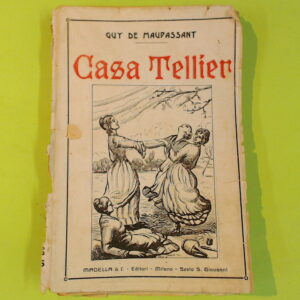 GUY DE MAUPASSANT
Casa Tellier
MADELLA & C. - Editori - Milano - Sesto S. Giovanni